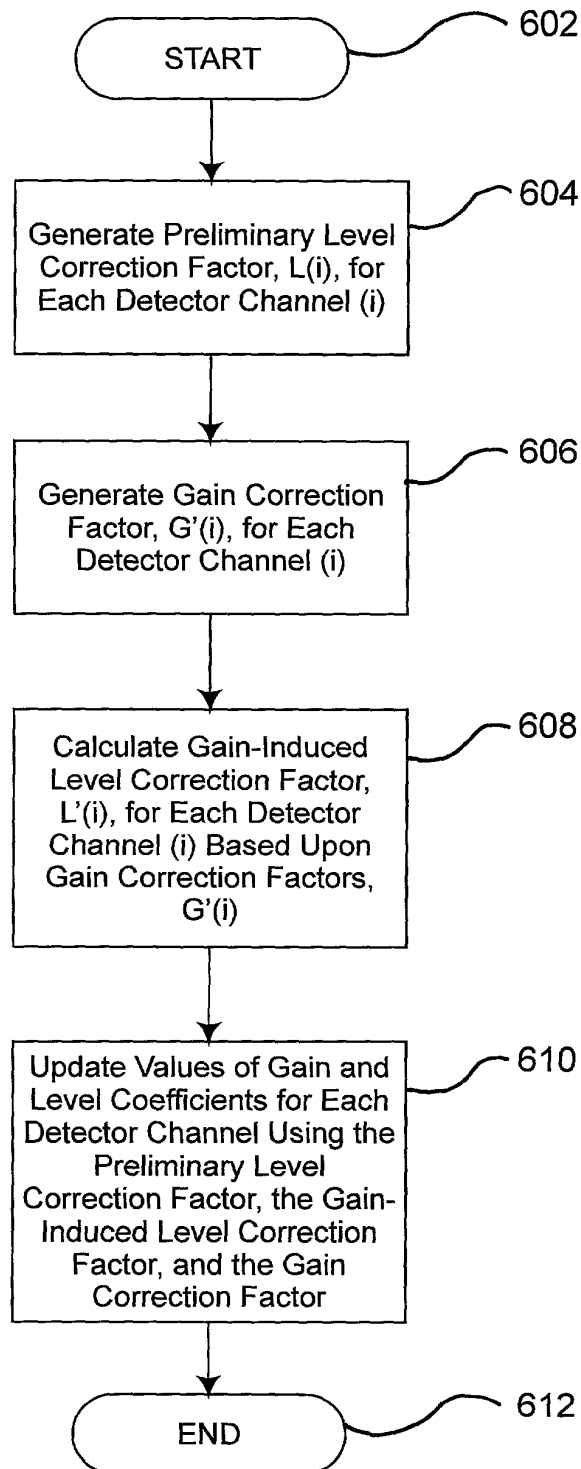 602
START
604
Generate Preliminary Level
Correction Factor, L(i), for
Each Detector Channel (i)
606
Generate Gain Correction
Factor, G'(i), for Each
Detector Channel (i)
608
Calculate Gain-Induced
Level Correction Factor,
L'(i), for Each Detector
Channel (i) Based Upon
Gain Correction Factors,
G'(i)
610
Update Values of Gain and
Level Coefficients for Each
Detector Channel Using the
Preliminary Level
Correction Factor, the Gain-
Induced Level Correction
Factor, and the Gain
Correction Factor
612
END